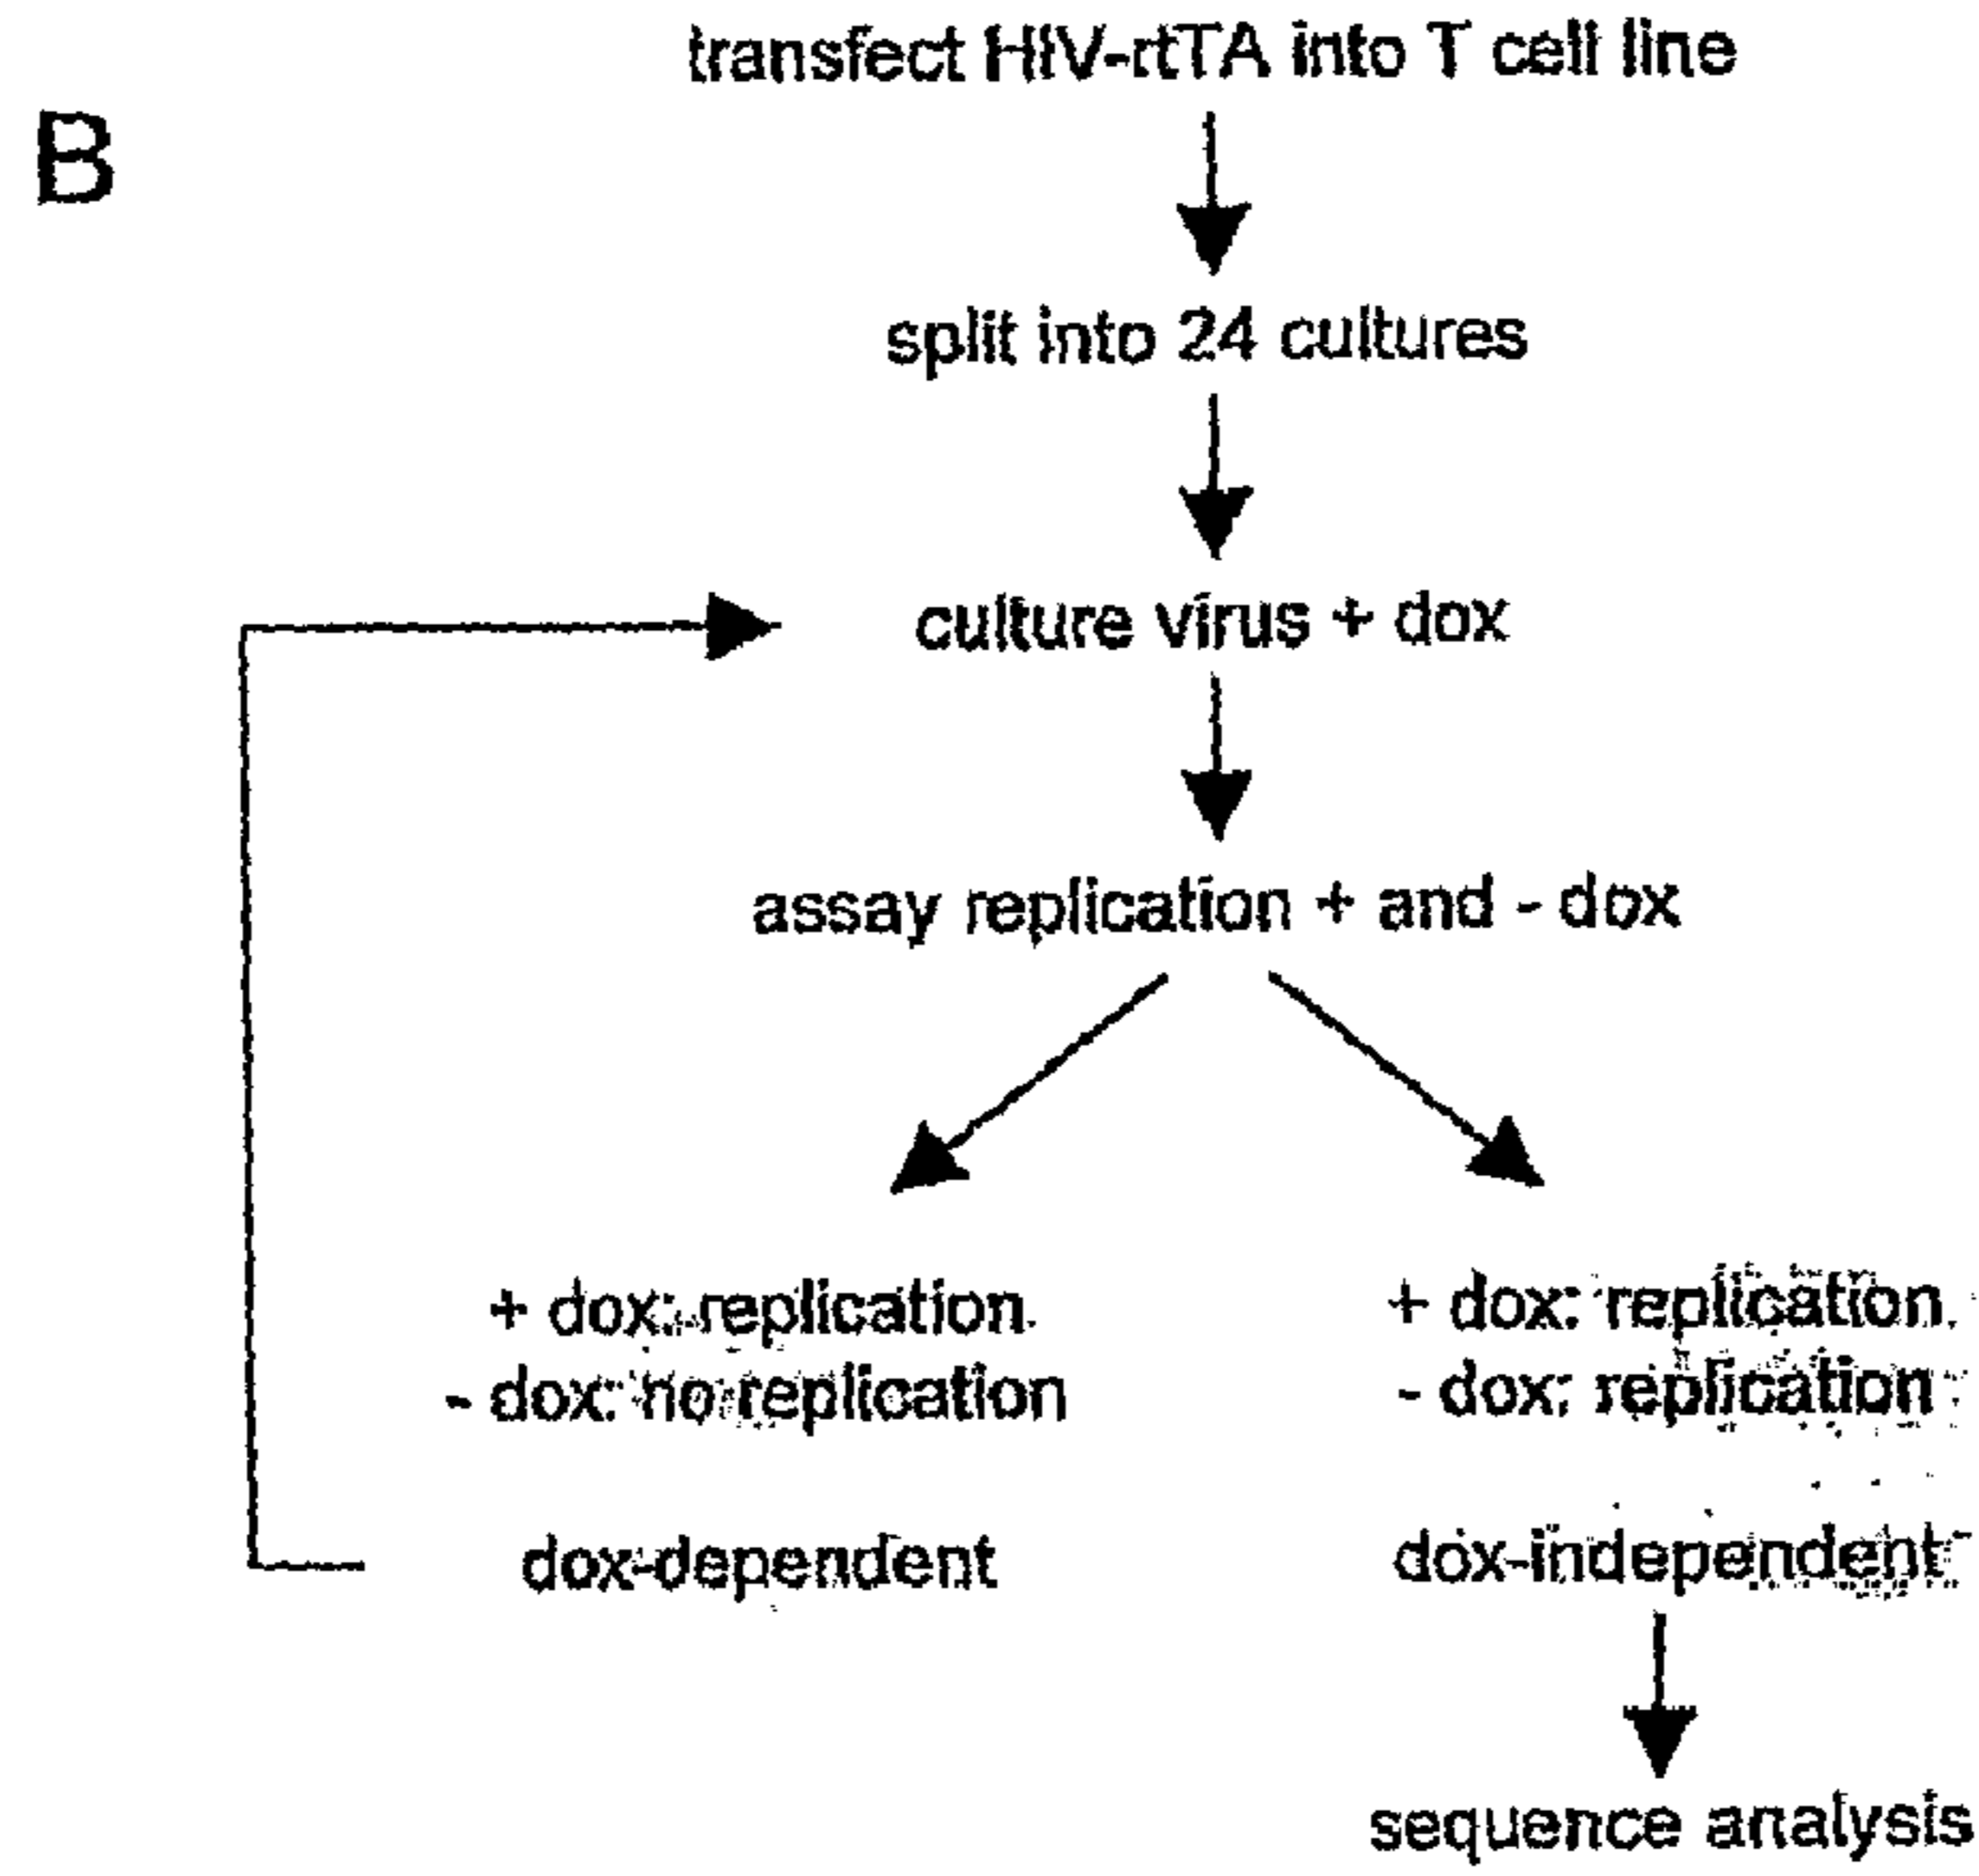 transfect HIV-rtTA into T cell line
B
split into 24 cultures
culture virus + dox
assay replication + and - dox
+ dox: replication
- dox: no replication
+ dox: replication
- dox: replication
dox-dependent
dox-independent
sequence analysis